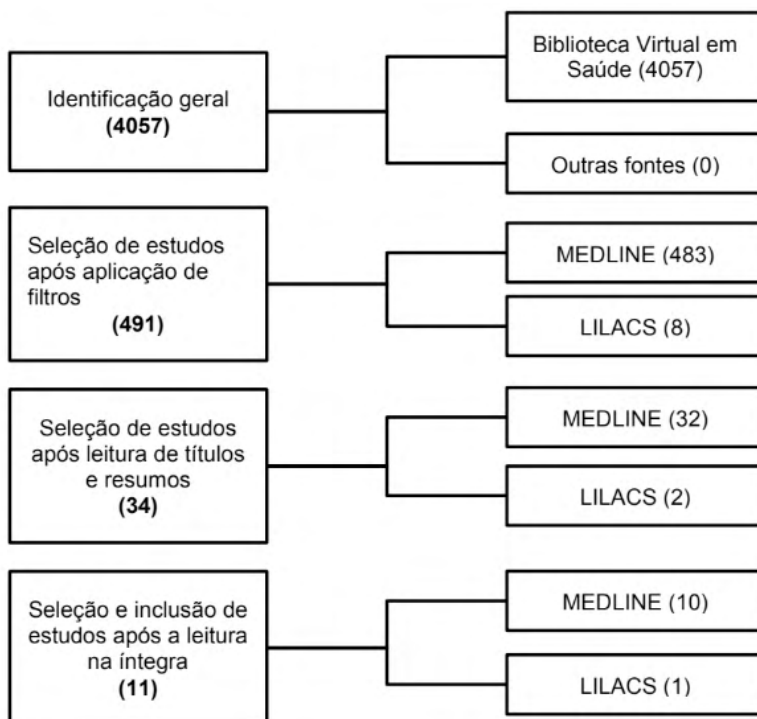 Identificação geral
(4057)
Biblioteca Virtual em
Saúde (4057)
Outras fontes (0)
Seleção de estudos
após aplicação de
filtros
(491)
MEDLINE (483)
LILACS (8)
Seleção de estudos
após leitura de títulos
e resumos
(34)
MEDLINE (32)
LILACS (2)
Seleção e inclusão de
estudos após a leitura
na íntegra
(11)
MEDLINE (10)
LILACS (1)